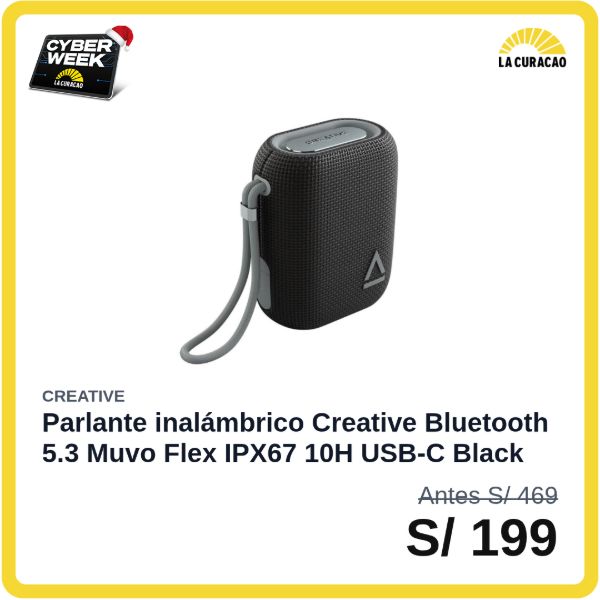 CYBER
WEEK
LA CURACAO
LA CURACAO
CREATIVE
Parlante inalámbrico Creative Bluetooth
5.3 Muvo Flex IPX67 10H USB-C Black
Antes S/ 469
S/ 199